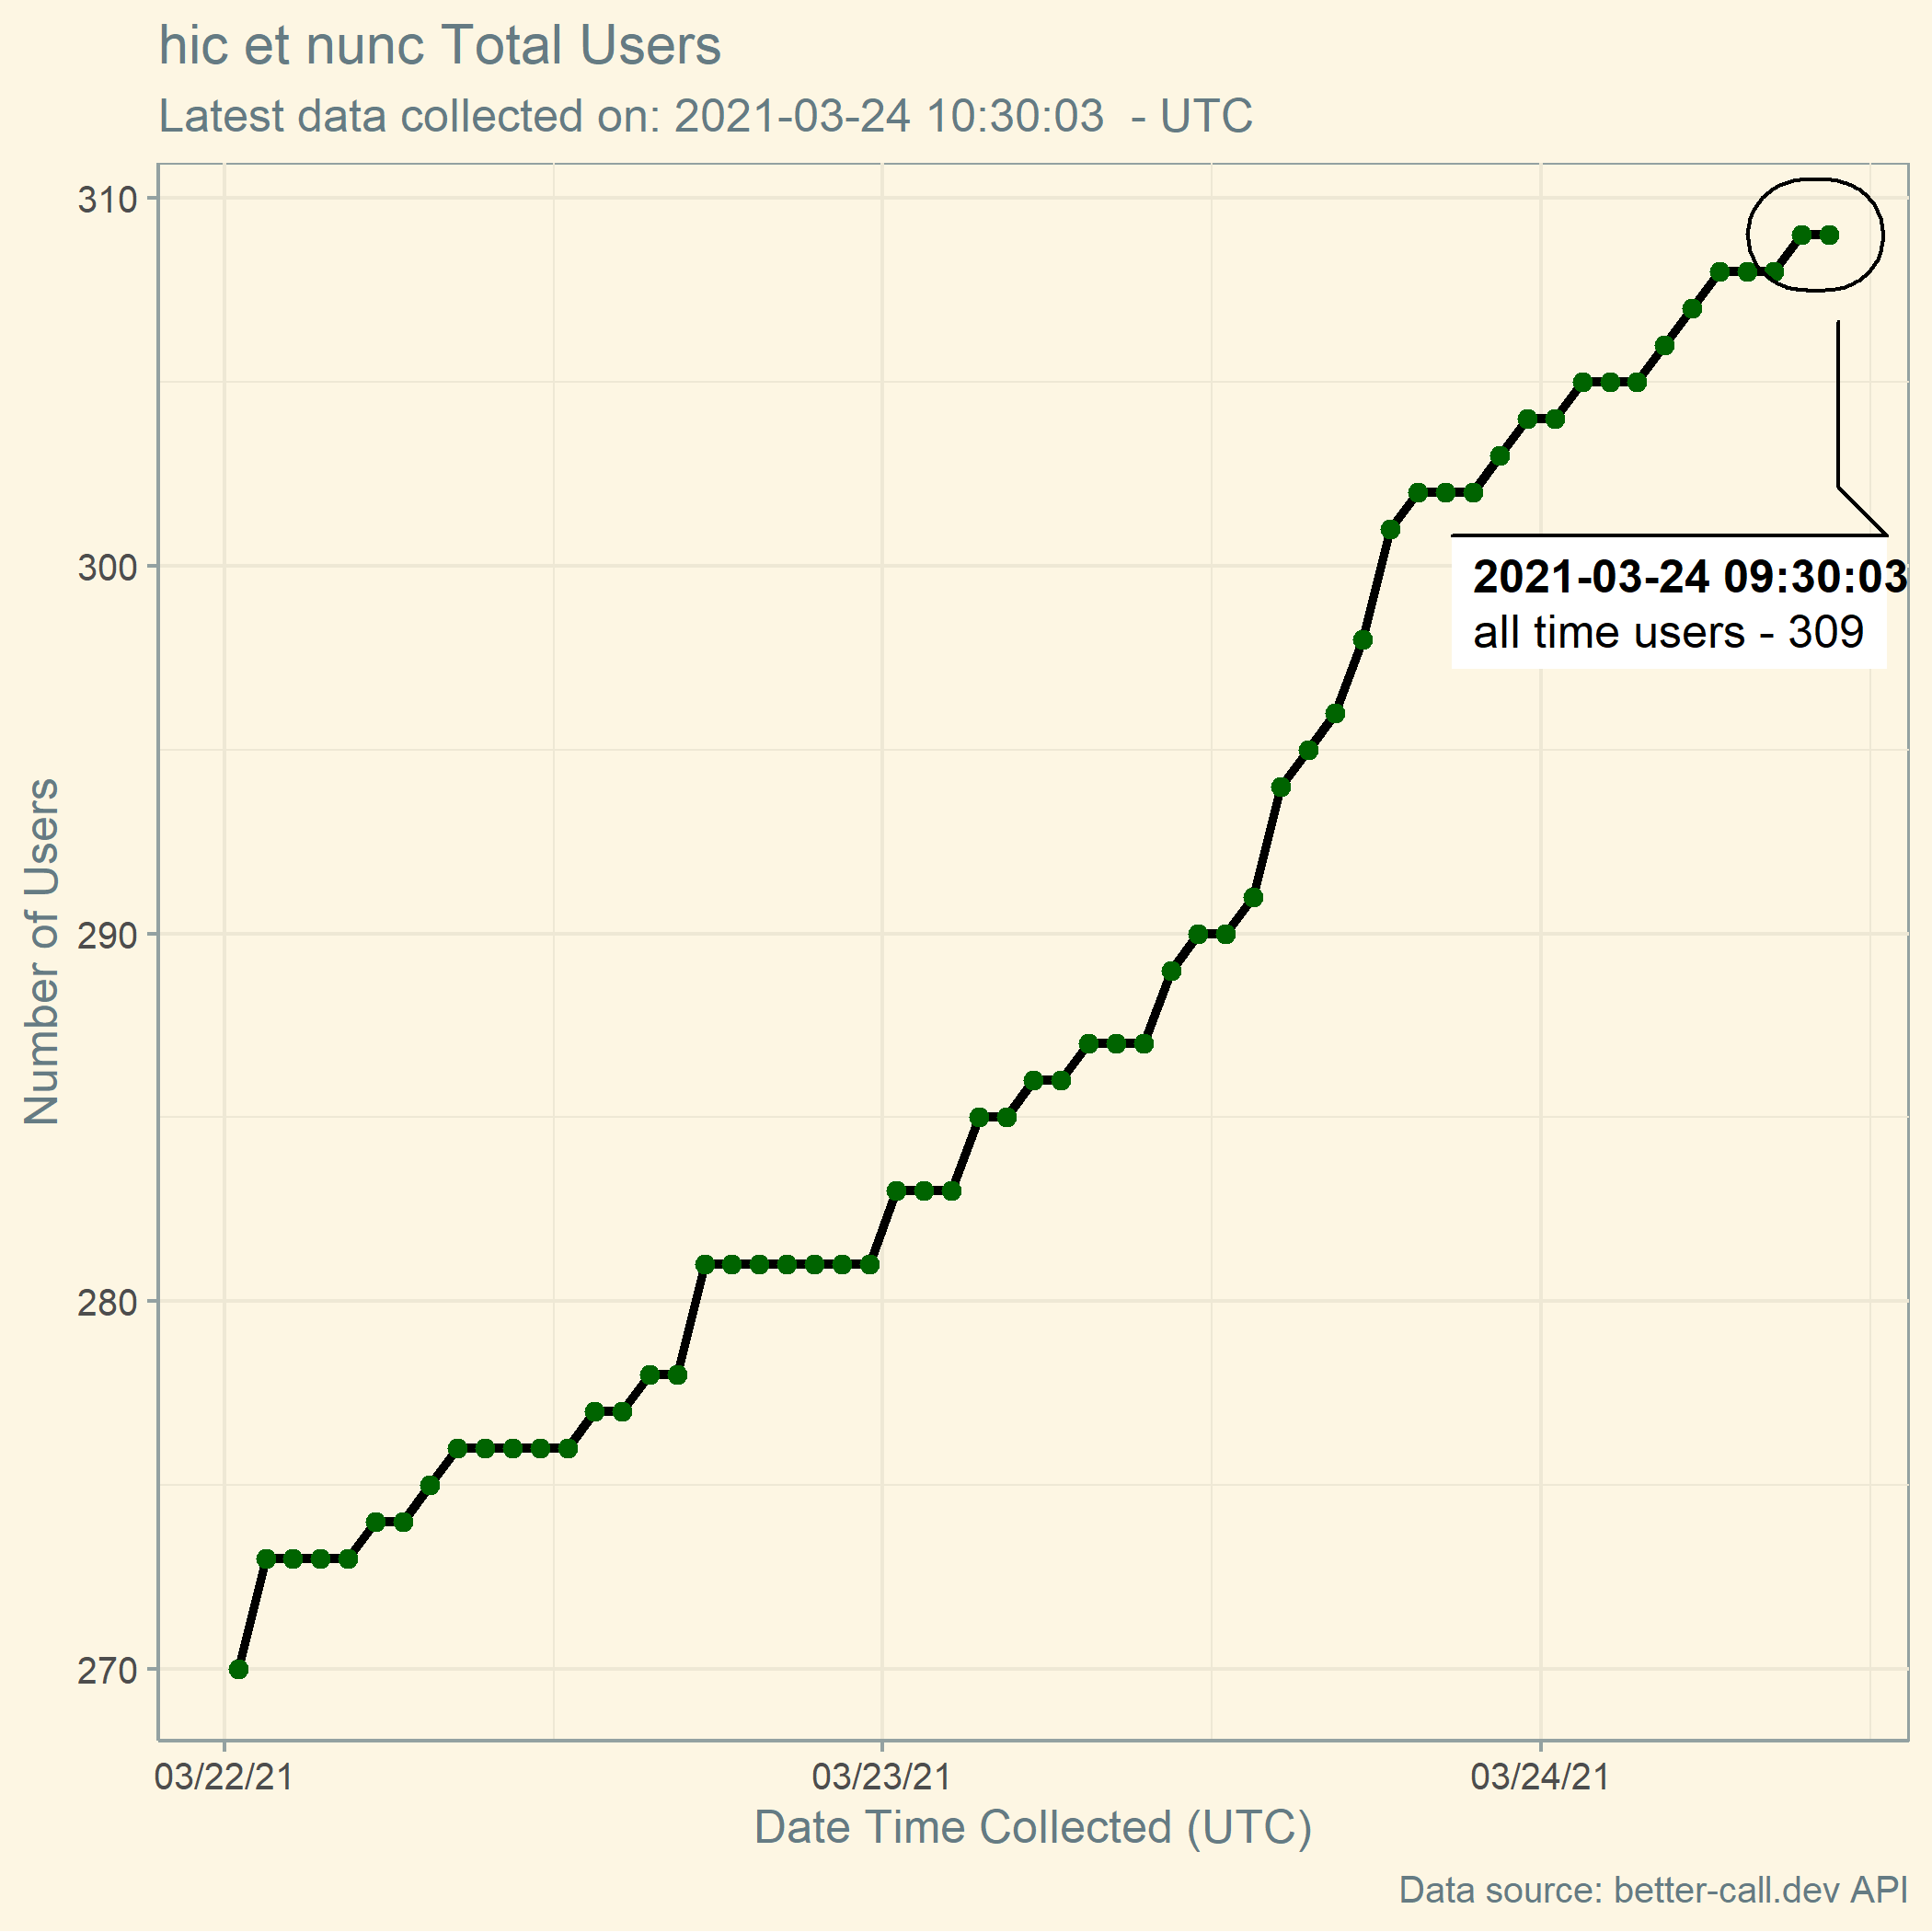 hic et nunc Total Users
Latest data collected on: 2021-03-24 10:30:03  - UTC
310
300
290
280
270
Number of Users
2021-03-24 09:30:03
all time users - 309
03/22/21
03/23/21
03/24/21
Date Time Collected (UTC)
Data source: better-call.dev API